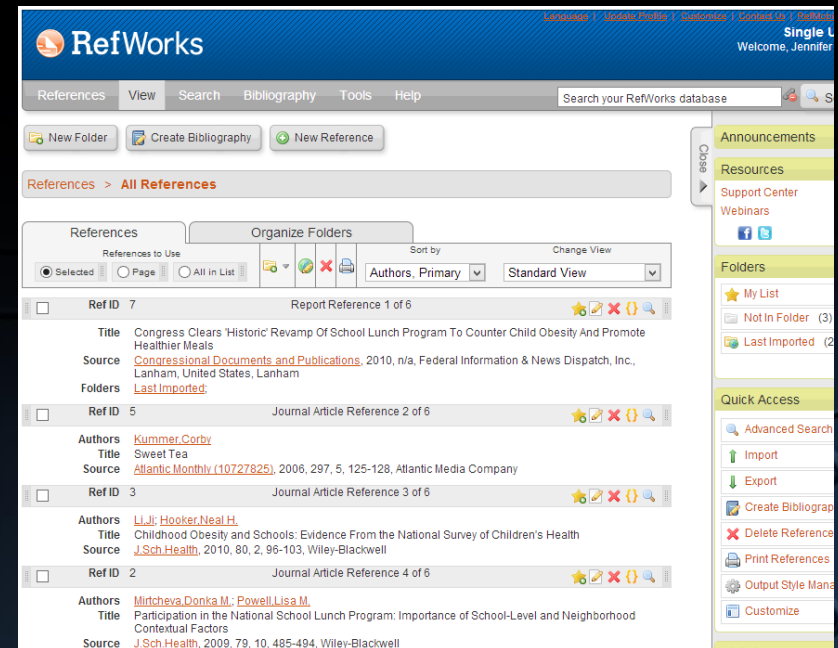 Language | Update Profile | Customize | Contact Us | RefMobi
RefWorks
Single U
Welcome, Jennifer
References View Search Bibliography Tools Help
Search your RefWorks database
S
New Folder Create Bibliography New Reference
Close
References > All References
References Organize Folders
References to Use
Selected Page All in List
Sort by
Authors, Primary
Change View
Standard View
Ref ID 7 Report Reference 1 of 6
Title Congress Clears 'Historic' Revamp Of School Lunch Program To Counter Child Obesity And Promote
Healthier Meals
Source Congressional Documents and Publications, 2010, n/a, Federal Information & News Dispatch, Inc.,
Lanham, United States, Lanham
Folders Last Imported;
Ref ID 5 Journal Article Reference 2 of 6
Authors Kummer,Corby
Title Sweet Tea
Source Atlantic Monthly (10727825), 2006, 297, 5, 125-128, Atlantic Media Company
Ref ID 3 Journal Article Reference 3 of 6
Authors Li,Ji; Hooker,Neal H.
Title Childhood Obesity and Schools: Evidence From the National Survey of Children's Health
Source J.Sch.Health, 2010, 80, 2, 96-103, Wiley-Blackwell
Ref ID 2 Journal Article Reference 4 of 6
Authors Mirtcheva,Donka M.; Powell,Lisa M.
Title Participation in the National School Lunch Program: Importance of School-Level and Neighborhood
Contextual Factors
Source J.Sch.Health, 2009, 79, 10, 485-494, Wiley-Blackwell
Announcements
Resources
Support Center
Webinars
Folders
My List
Not In Folder (3)
Last Imported (2
Quick Access
Advanced Search
Import
Export
Create Bibliograp
Delete Reference
Print References
Output Style Mana
Customize